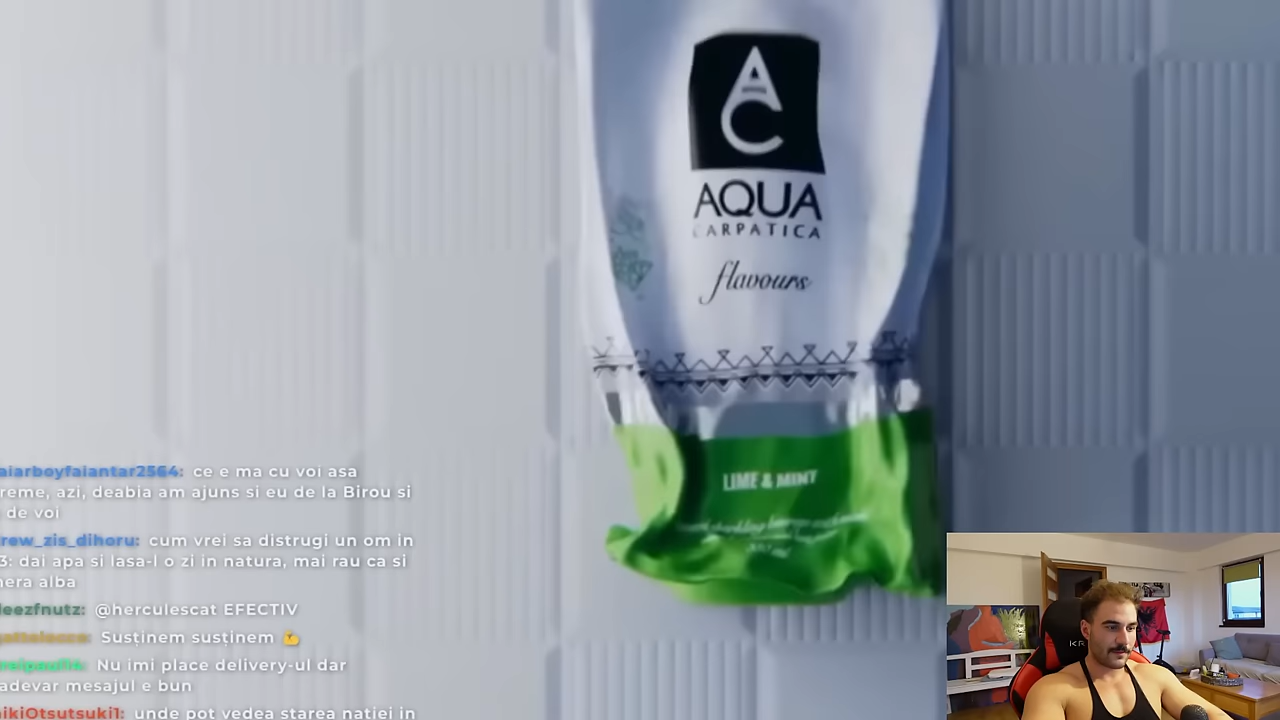 AC
AQUA
CARPATICA
flavours
LIME & MINT
aiarboyfaiantar2564: ce e ma cu voi asa
reme, azi, deabia am ajuns si eu de la Birou si
de voi
rew_zis_dihoru: cum vrei sa distrugi un om in
3: dai apa si lasa-l o zi in natura, mai rau ca si
nera alba
leezfnutz: @herculescat EFECTIV
Susținem susținem 💪
Nu imi place delivery-ul dar
adevar mesajul e bun
nikiOtsutsuki1: unde pot vedea starea natiei in
KR